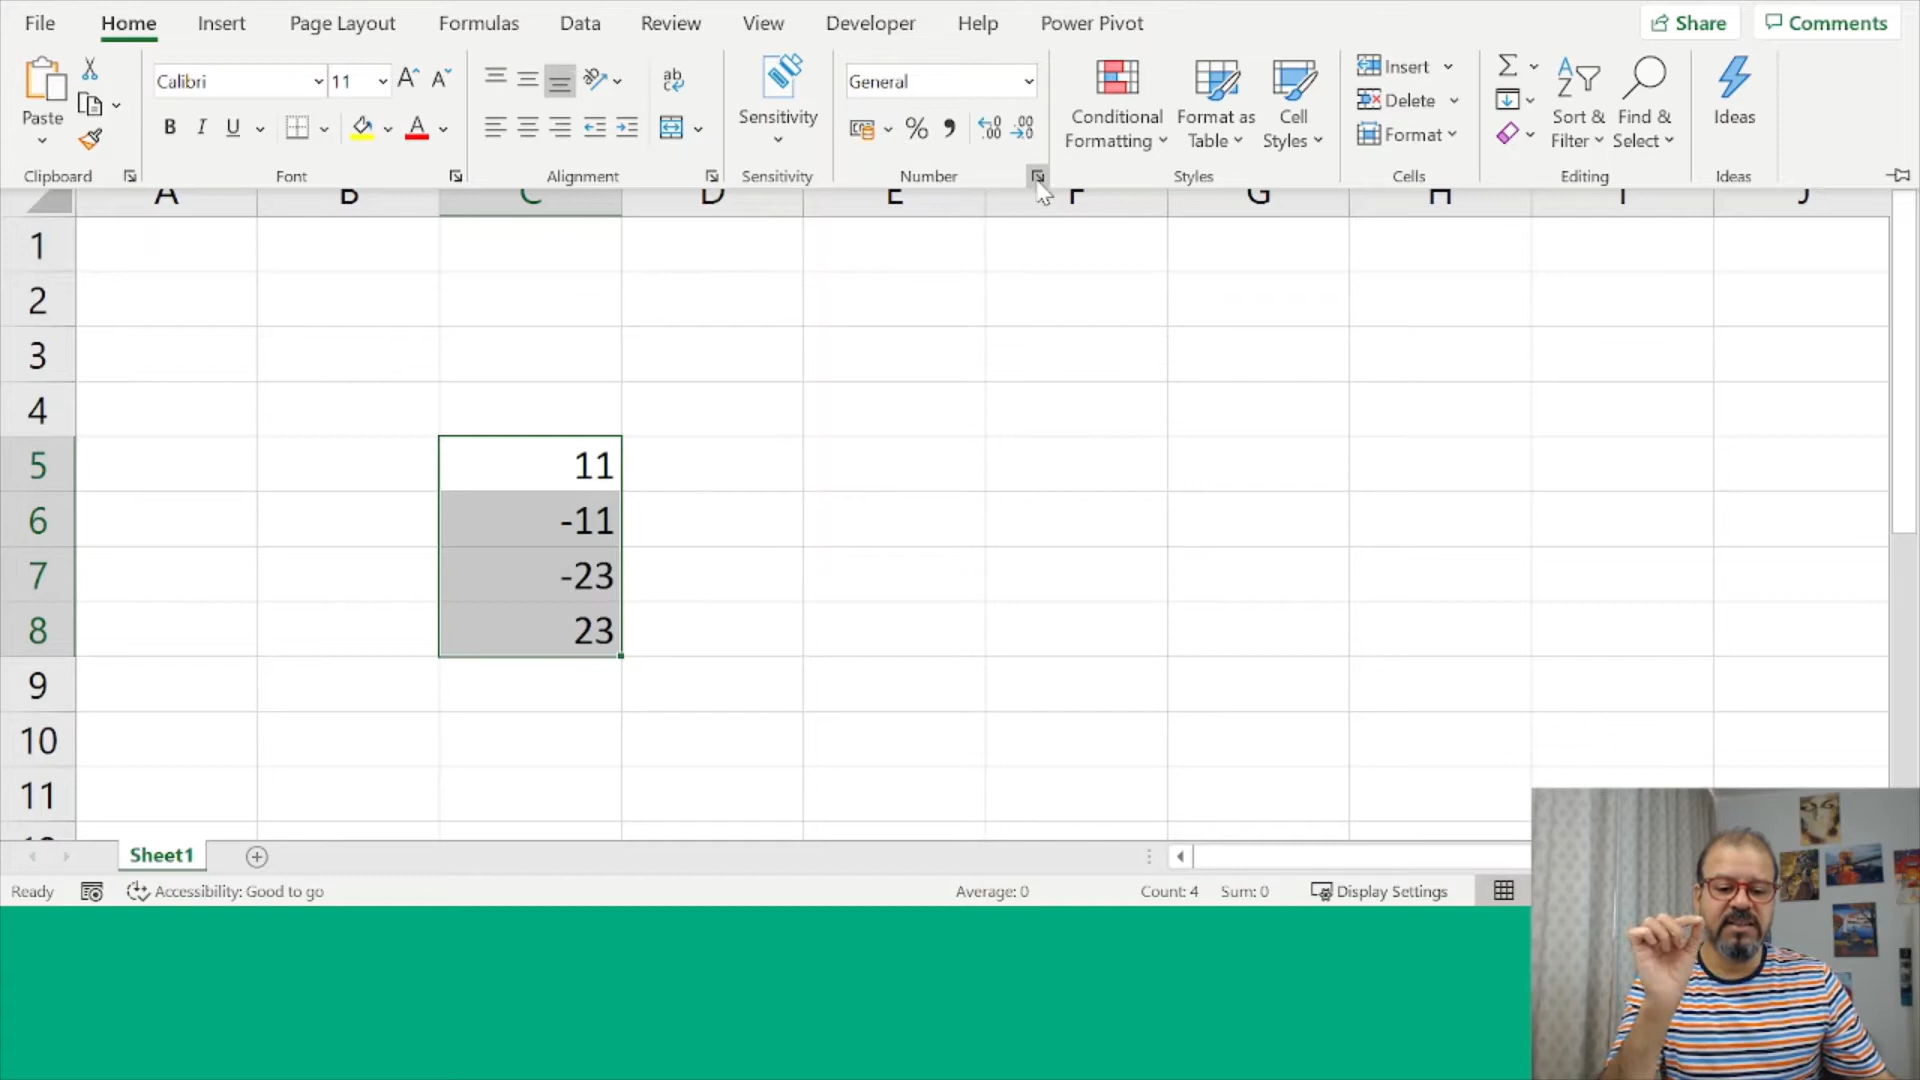 File Home Insert Page Layout Formulas Data Review View Developer Help Power Pivot Share Comments
Calibri 11 General
Paste Sensitivity Conditional Formatting Format as Table Cell Styles Insert Delete Format Sort & Filter Find & Select Ideas
Clipboard Font Alignment Sensitivity Number Styles Cells Editing Ideas
A B C D E F G H I J
1
2
3
4
5 11
6 -11
7 -23
8 23
9
10
11
Sheet1
Ready Accessibility: Good to go Average: 0 Count: 4 Sum: 0 Display Settings